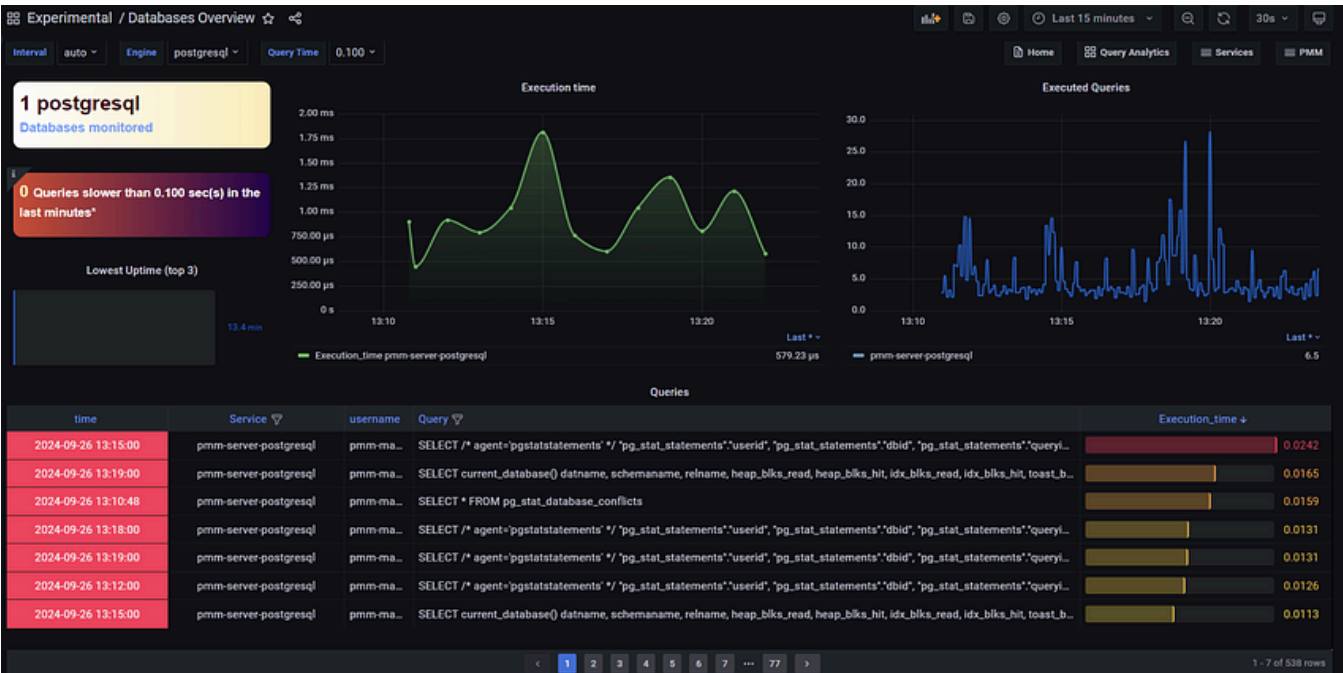 Experimental / Databases Overview
Last 15 minutes
30s
Interval auto Engine postgresql Query Time 0.100
Home Query Analytics Services PMM
1 postgresql
Databases monitored
i
0 Queries slower than 0.100 sec(s) in the
last minutes*
Lowest Uptime (top 3)
13.4 min
Execution time
2.00 ms
1.75 ms
1.50 ms
1.25 ms
1.00 ms
750.00 µs
500.00 µs
250.00 µs
0 s
13:10 13:15 13:20
Last *
Execution_time pmm-server-postgresql 579.23 µs
Executed Queries
30.0
25.0
20.0
15.0
10.0
5.0
0.0
13:10 13:15 13:20
Last *
pmm-server-postgresql 6.5
Queries
time Service username Query Execution_time
2024-09-26 13:15:00 pmm-server-postgresql pmm-ma... SELECT /* agent='pgstatstatements' */ "pg_stat_statements"."userid", "pg_stat_statements"."dbid", "pg_stat_statements"."queryi... 0.0242
2024-09-26 13:19:00 pmm-server-postgresql pmm-ma... SELECT current_database() datname, schemaname, relname, heap_blks_read, heap_blks_hit, idx_blks_read, idx_blks_hit, toast_b... 0.0165
2024-09-26 13:10:48 pmm-server-postgresql pmm-ma... SELECT * FROM pg_stat_database_conflicts 0.0159
2024-09-26 13:18:00 pmm-server-postgresql pmm-ma... SELECT /* agent='pgstatstatements' */ "pg_stat_statements"."userid", "pg_stat_statements"."dbid", "pg_stat_statements"."queryi... 0.0131
2024-09-26 13:19:00 pmm-server-postgresql pmm-ma... SELECT /* agent='pgstatstatements' */ "pg_stat_statements"."userid", "pg_stat_statements"."dbid", "pg_stat_statements"."queryi... 0.0131
2024-09-26 13:12:00 pmm-server-postgresql pmm-ma... SELECT /* agent='pgstatstatements' */ "pg_stat_statements"."userid", "pg_stat_statements"."dbid", "pg_stat_statements"."queryi... 0.0126
2024-09-26 13:15:00 pmm-server-postgresql pmm-ma... SELECT current_database() datname, schemaname, relname, heap_blks_read, heap_blks_hit, idx_blks_read, idx_blks_hit, toast_b... 0.0113
1 2 3 4 5 6 7 ... 77
1 - 7 of 538 rows